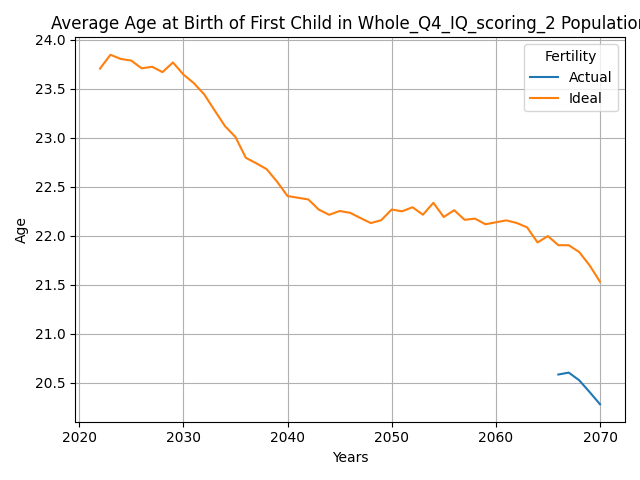 Average Age at Birth of First Child in Whole_Q4_IQ_scoring_2 Population
24.0
23.5
23.0
22.5
22.0
21.5
21.0
20.5
Age
Fertility
Actual
Ideal
2020 2030 2040 2050 2060 2070
Years